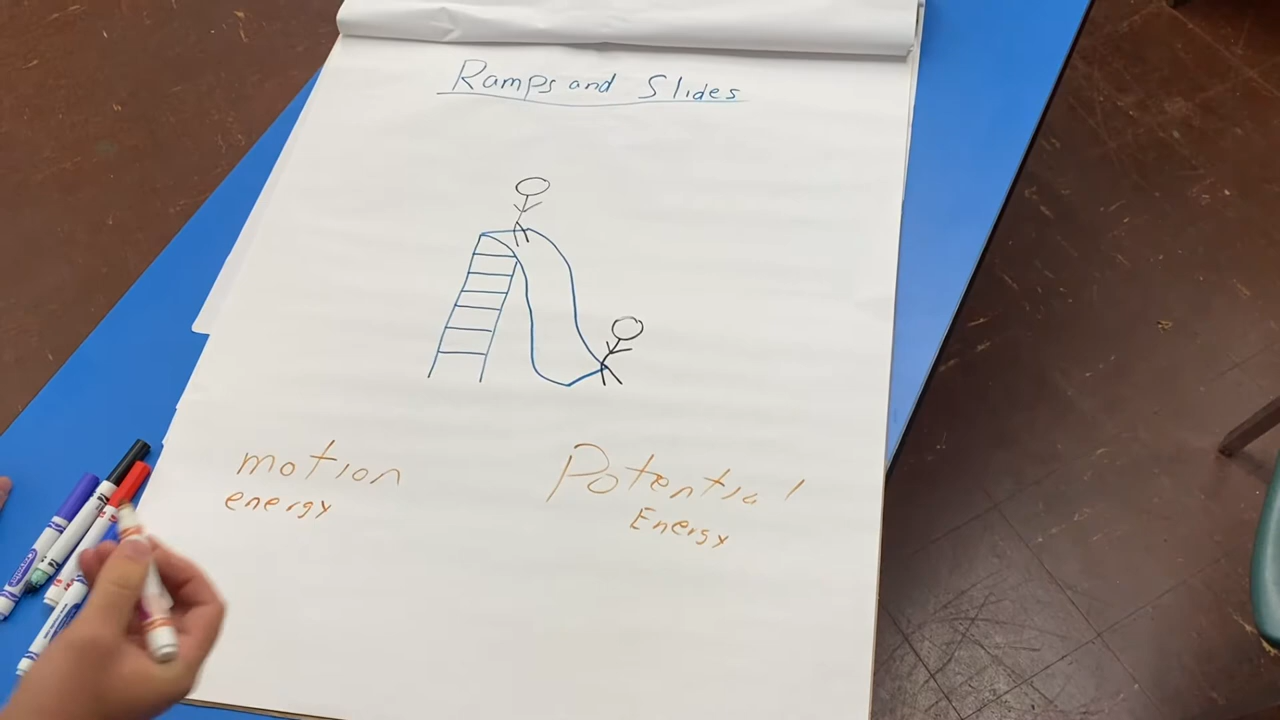 Ramps and Slides
motion
energy
Potential
Energy